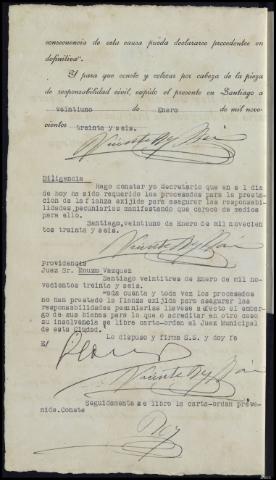 consecuencia de esta causa pueda declararse procedentes en
definitiva".
Y para que conste y colocar por cabeza de la pieza
de responsabilidad civil, expido el presente en Santiago a
veintiuno de Enero de mil nove-
cientos treinta y seis.
Diligencia
Hago constar yo Secretario que en e l dia
de hoy ha sido requerido los procesados para la presta-
cion de la fianza exijida para asegurar las responsabi-
lidades pecuniarias manifestando que carece de medios
para ello.
Santiago, veintiuno de Enero de mil novecien
tos treinta y seis.
Providencia
Juez Sr. Mouzo Vazquez
Santiago veintitres de Enero de mil no-
vecientos treinta y seis.
cuenta y toda vez los procesados
no han prestado la fianza exijida para asegurar las
responsabilidades pecuniarias llevese a efecto el embar-
go de sus bienes para lo que o acreditar en otro caso
su insolvencia se libre carta-orden al Juez Municipal
de esta Ciudad.
Lo dispuso y firma S.S. y doy fe
E/
Seguidamente se libro la carta-orden preve-
nida. Conste